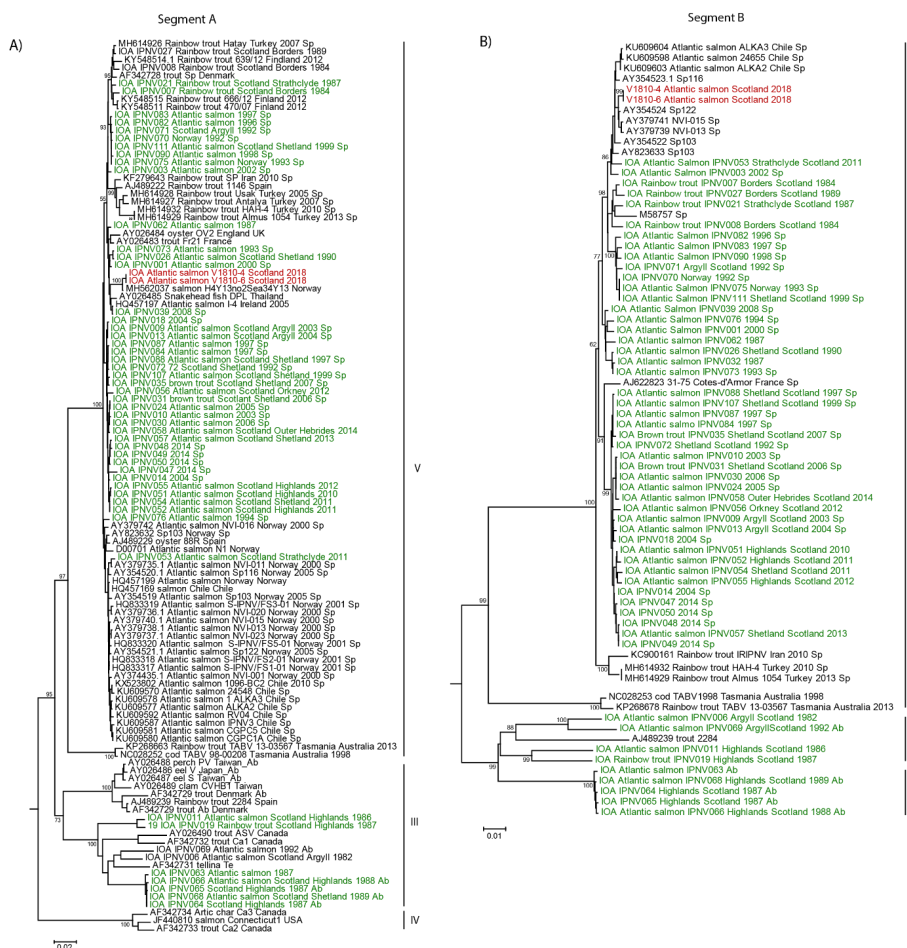 Segment A
A)
MH614926 Rainbow trout Hatay Turkey 2007 Sp
IOA IPNV027 Rainbow trout Scotland Borders 1989
KY548514.1 Rainbow trout 639/12 Findland 2012
IOA IPNV008 Rainbow trout Scotland Borders 1984
AF342728 trout Sp Denmark
IOA IPNV021 Rainbow trout Scotland Strathclyde 1987
IOA IPNV007 Rainbow trout Scotland Borders 1984
KY548515 Rainbow trout 666/12 Finland 2012
KY548511 Rainbow trout 470/07 Finland 2012
IOA IPNV083 Atlantic salmon 1997 Sp
IOA IPNV082 Atlantic salmon 1996 Sp
IOA IPNV071 Scotland Argyll 1992 Sp
IOA IPNV070 Norway 1992 Sp
IOA IPNV111 Atlantic salmon Scotland Shetland 1999 Sp
IOA IPNV090 Atlantic salmon 1998 Sp
IOA IPNV075 Atlantic salmon Norway 1993 Sp
IOA IPNV003 Atlantic salmon 2002 Sp
KF279643 Rainbow trout SP Iran 2010 Sp
AJ489222 Rainbow trout 1146 Spain
MH614928 Rainbow trout Usak Turkey 2005 Sp
MH614927 Rainbow trout Antalya Turkey 2007 Sp
MH614932 Rainbow trout HAH-4 Turkey 2010 Sp
MH614929 Rainbow trout Almus 1054 Turkey 2013 Sp
IOA IPNV062 Atlantic salmon 1987
AY026484 oyster OV2 England UK
AY026483 trout Fr21 France
IOA IPNV073 Atlantic salmon 1993 Sp
IOA IPNV026 Atlantic salmon Scotland Shetland 1990
IOA IPNV001 Atlantic salmon 2000 Sp
IOA Atlantic salmon V1810-4 Scotland 2018
IOA Atlantic salmon V1810-6 Scotland 2018
MH562037 salmon H4Y13no2Sea34Y13 Norway
AY026485 Snakehead fish DPL Thailand
HQ457197 Atlantic salmon I-4 Ireland 2005
IOA IPNV039 2008 Sp
IOA IPNV018 2004 Sp
IOA IPNV009 Atlantic salmon Scotland Argyll 2003 Sp
IOA IPNV013 Atlantic salmon Scotland Argyll 2004 Sp
IOA IPNV087 Atlantic salmon 1997 Sp
IOA IPNV084 Atlantic salmon 1997 Sp
IOA IPNV088 Atlantic salmon Scotland Shetland 1997 Sp
IOA IPNV072 72 Scotland Shetland 1992 Sp
IOA IPNV107 Atlantic salmon Scotland Shetland 1999 Sp
IOA IPNV035 brown trout Scotland Shetland 2007 Sp
IOA IPNV056 Atlantic salmon Scotland Orkney 2012
IOA IPNV031 brown trout Scotlant Shetland 2006 Sp
IOA IPNV024 Atlantic salmon 2005 Sp
IOA IPNV010 Atlantic salmon 2003 Sp
IOA IPNV030 Atlantic salmon 2006 Sp
IOA IPNV058 Atlantic salmon Scotland Outer Hebrides 2014
IOA IPNV057 Atlantic salmon Scotland Shetland 2013
IOA IPNV048 2014 Sp
IOA IPNV049 2014 Sp
IOA IPNV050 2014 Sp
IOA IPNV047 2014 Sp
IOA IPNV014 2004 Sp
IOA IPNV055 Atlantic salmon Scotland Highlands 2012
IOA IPNV051 Atlantic salmon Scotland Highlands 2010
IOA IPNV054 Atlantic salmon Scotland Shetland 2011
IOA IPNV052 Atlantic salmon Scotland Highlands 2011
IOA IPNV076 Atlantic salmon 1994 Sp
AY379742 Atlantic salmon NVI-016 Norway 2000 Sp
AY823632 Sp103 Norway Sp
AJ489229 oyster 88R Spain
D00701 Atlantic salmon N1 Norway
IOA IPNV053 Atlantic salmon Scotland Strathclyde 2011
AY379735.1 Atlantic salmon NVI-011 Norway 2000 Sp
AY354520.1 Atlantic salmon Sp116 Norway 2005 Sp
HQ457199 Atlantic salmon Norway Norway
HQ457169 salmon Chile Chile
AY354519 Atlantic salmon Sp103 Norway 2005 Sp
HQ833319 Atlantic salmon S-IPNV/FS3-01 Norway 2001 Sp
AY379736.1 Atlantic salmon NVI-020 Norway 2000 Sp
AY379740.1 Atlantic salmon NVI-015 Norway 2000 Sp
AY379738.1 Atlantic salmon NVI-013 Norway 2000 Sp
AY379737.1 Atlantic salmon NVI-023 Norway 2000 Sp
HQ833320 Atlantic salmon S-IPNV/FS5-01 Norway 2001 Sp
AY354521.1 Atlantic salmon Sp122 Norway 2005 Sp
HQ833318 Atlantic salmon S-IPNV/FS2-01 Norway 2001 Sp
HQ833317 Atlantic salmon S-IPNV/FS1-01 Norway 2001 Sp
AY374435.1 Atlantic salmon NVI-001 Norway 2000 Sp
KX523802 Atlantic salmon 1096-BC2 Chile 2010 Sp
KU609570 Atlantic salmon 24548 Chile Sp
KU609578 Atlantic salmon 1 ALKA3 Chile Sp
KU609577 Atlantic salmon ALKA2 Chile Sp
KU609592 Atlantic salmon RV04 Chile Sp
KU609587 Atlantic salmon IPNV3 Chile Sp
KU609581 Atlantic salmon CGPC5 Chile Sp
KU609580 Atlantic salmon CGPC1A Chile Sp
KP268663 Rainbow trout TABV 13-03567 Tasmania Australia 2013
NC028252 cod TABV 98-00208 Tasmania Australia 1998
AY026488 perch PV Taiwan Ab
AY026486 eel V Japan Ab
AY026487 eel S Taiwan Ab
AY026489 clam CVHB1 Taiwan
AF342729 trout Denmark Ab
AJ489239 Rainbow trout 2284 Spain
AF342729 trout Ab Denmark
IOA IPNV011 Atlantic salmon Scotland Highlands 1986
19 IOA IPNV019 Rainbow trout Scotland Highlands 1987
AY026490 trout ASV Canada
AF342732 trout Ca1 Canada
IOA IPNV069 Atlantic salmon 1992 Ab
IOA IPNV006 Atlantic salmon Scotland Argyll 1982
AF342731 tellina Te
IOA IPNV063 Atlantic salmon 1987
IOA IPNV066 Atlantic salmon Scotland Highlands 1988 Ab
IOA IPNV065 Scotland Highlands 1987 Ab
IOA IPNV068 Atlantic salmon Scotland Shetland 1989 Ab
IOA IPNV064 Scotland Highlands 1987 Ab
AF342734 Artic char Ca3 Canada
JF440810 salmon Connecticut1 USA
AF342733 trout Ca2 Canada
95
93
99
55
100
100
97
95
100
100
73
100
100
100
V
III
IV
0.02
Segment B
B)
KU609604 Atlantic salmon ALKA3 Chile Sp
KU609598 Atlantic salmon 24655 Chile Sp
KU609603 Atlantic salmon ALKA2 Chile Sp
AY354523.1 Sp116
V1810-4 Atlantic salmon Scotland 2018
V1810-6 Atlantic salmon Scotland 2018
AY354524 Sp122
AY379741 NVI-015 Sp
AY379739 NVI-013 Sp
AY354522 Sp103
AY823633 Sp103
IOA Atlantic Salmon IPNV053 Strathclyde Scotland 2011
IOA Atlantic Salmon IPNV003 2002 Sp
IOA Rainbow trout IPNV007 Borders Scotland 1984
IOA Rainbow trout IPNV027 Borders Scotland 1989
IOA Rainbow trout IPNV021 Scotland Strathclyde 1987
M58757 Sp
IOA Rainbow trout IPNV008 Borders Scotland 1984
IOA Atlantic Salmon IPNV082 1996 Sp
IOA Atlantic Salmon IPNV083 1997 Sp
IOA Atlantic salmon IPNV090 1998 Sp
IOA IPNV071 Argyll Scotland 1992 Sp
IOA IPNV070 Norway 1992 Sp
IOA Atlantic Salmon IPNV075 Norway 1993 Sp
IOA Atlantic Salmon IPNV111 Shetland Scotland 1999 Sp
IOA Atlantic Salmon IPNV039 2008 Sp
IOA Atlantic Salmon IPNV076 1994 Sp
IOA Atlantic Salmon IPNV001 2000 Sp
IOA Atlantic Salmon IPNV062 1987
IOA Atlantic salmon IPNV026 Shetland Scotland 1990
IOA Atlantic salmon IPNV032 1987
IOA Atlantic salmon IPNV073 1993 Sp
AJ622823 31-75 Cotes-d'Armor France Sp
IOA Atlantic salmon IPNV088 Shetland Scotland 1997 Sp
IOA Atlantic salmon IPNV107 Shetland Scotland 1999 Sp
IOA Atlantic salmon IPNV087 1997 Sp
IOA Atlantic salmon IPNV084 1997 Sp
IOA Brown trout IPNV035 Shetland Scotland 2007 Sp
IOA IPNV072 Shetland Scotland 1992 Sp
IOA Atlantic salmon IPNV010 2003 Sp
IOA Brown trout IPNV031 Shetland Scotland 2006 Sp
IOA Atlantic salmon IPNV030 2006 Sp
IOA Atlantic salmon IPNV024 2005 Sp
IOA Atlantic salmon IPNV058 Outer Hebrides Scotland 2014
IOA Atlantic salmon IPNV056 Orkney Scotland 2012
IOA Atlantic salmon IPNV009 Argyll Scotland 2003 Sp
IOA Atlantic salmon IPNV013 Argyll Scotland 2004 Sp
IOA IPNV018 2004 Sp
IOA Atlantic salmon IPNV051 Highlands Scotland 2010
IOA Atlantic salmon IPNV052 Highlands Scotland 2011
IOA Atlantic salmon IPNV054 Shetland Scotland 2011
IOA Atlantic salmon IPNV055 Highlands Scotland 2012
IOA IPNV014 2004 Sp
IOA IPNV047 2014 Sp
IOA IPNV050 2014 Sp
IOA IPNV048 2014 Sp
IOA Atlantic salmon IPNV057 Shetland Scotland 2013
IOA IPNV049 2014 Sp
KC900161 Rainbow trout IRIPNV Iran 2010 Sp
MH614932 Rainbow trout HAH-4 Turkey 2010 Sp
MH614929 Rainbow trout Almus 1054 Turkey 2013 Sp
NC028253 cod TABV1998 Tasmania Australia 1998
KP268678 Rainbow trout TABV 13-03567 Tasmania Australia 2013
IOA Atlantic salmon IPNV006 Argyll Scotland 1982
IOA Atlantic salmon IPNV069 ArgyllScotland 1992 Ab
AJ489239 trout 2284
IOA Atlantic salmon IPNV011 Highlands Scotland 1986
IOA Rainbow trout IPNV019 Highlands Scotland 1987
IOA Atlantic salmon IPNV063 Ab
IOA Atlantic salmon IPNV068 Highlands Scotland 1989 Ab
IOA IPNV064 Highlands Scotland 1987 Ab
IOA IPNV065 Highlands Scotland 1987 Ab
IOA Atlantic salmon IPNV066 Highlands Scotland 1988 Ab
99
86
98
77
100
62
91
99
100
99
100
100
100
88
99
99
100
0.01